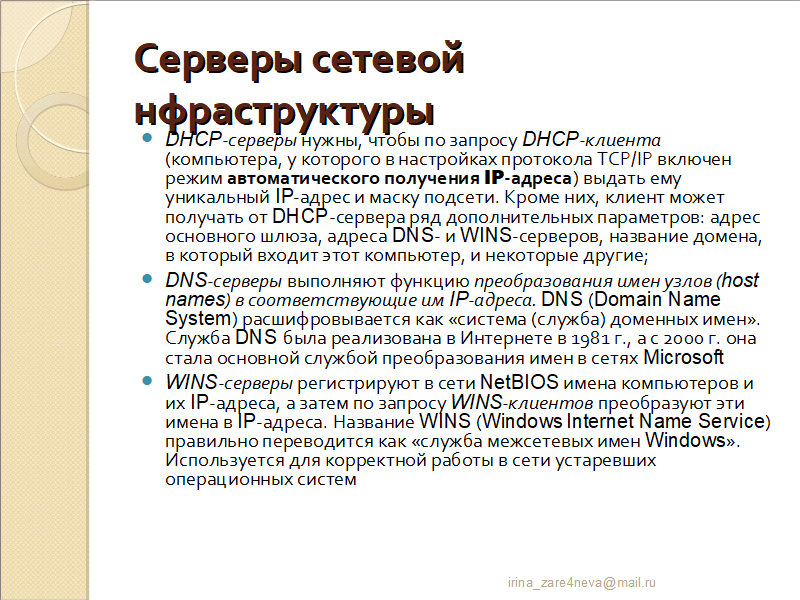 Серверы сетевой
нфраструктуры
DHCP-серверы нужны, чтобы по запросу DHCP-клиента
(компьютера, у которого в настройках протокола TCP/IP включен
режим автоматического получения IP-адреса) выдать ему
уникальный IP-адрес и маску подсети. Кроме них, клиент может
получать от DHCP-сервера ряд дополнительных параметров: адрес
основного шлюза, адреса DNS- и WINS-серверов, название домена,
в который входит этот компьютер, и некоторые другие;
DNS-серверы выполняют функцию преобразования имен узлов (host
names) в соответствующие им IP-адреса. DNS (Domain Name
System) расшифровывается как «система (служба) доменных имен».
Служба DNS была реализована в Интернете в 1981 г., а с 2000 г. она
стала основной службой преобразования имен в сетях Microsoft
WINS-серверы регистрируют в сети NetBIOS имена компьютеров и
их IP-адреса, а затем по запросу WINS-клиентов преобразуют эти
имена в IP-адреса. Название WINS (Windows Internet Name Service)
правильно переводится как «служба межсетевых имен Windows».
Используется для корректной работы в сети устаревших
операционных систем
irina_zare4neva@mail.ru